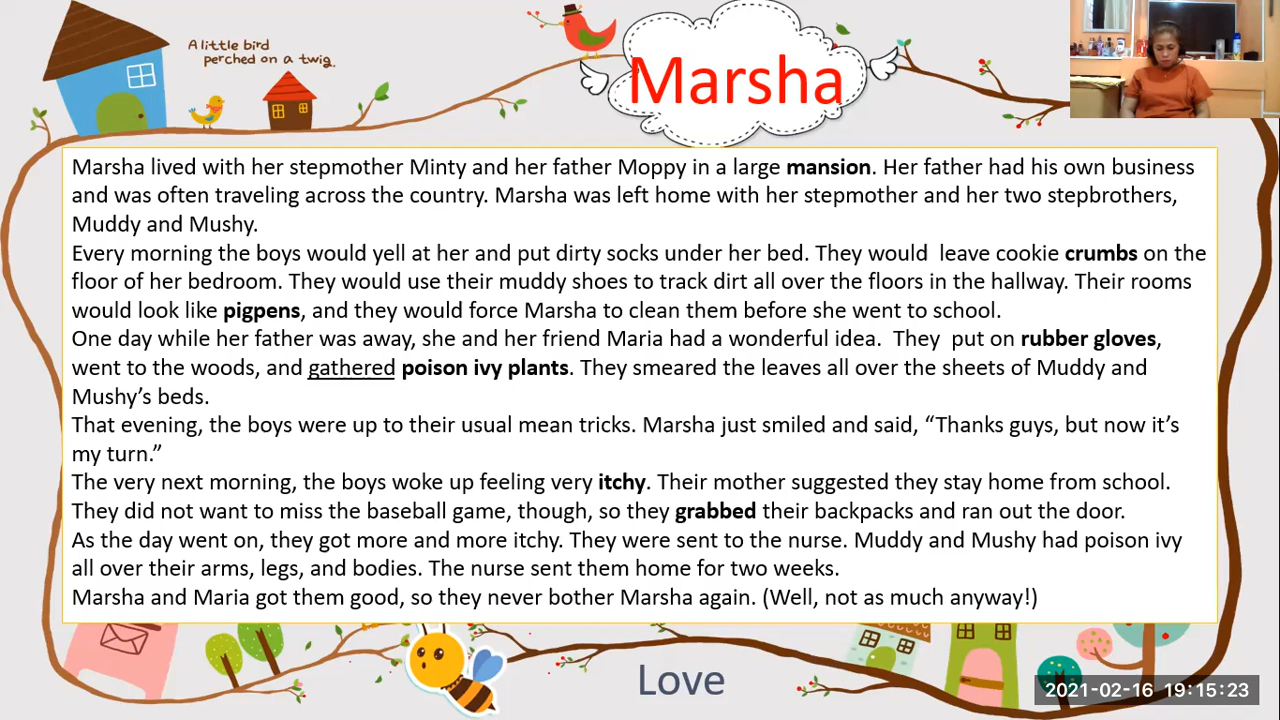 A little bird
perched on a twig.
Marsha
Marsha lived with her stepmother Minty and her father Moppy in a large mansion. Her father had his own business
and was often traveling across the country. Marsha was left home with her stepmother and her two stepbrothers,
Muddy and Mushy.
Every morning the boys would yell at her and put dirty socks under her bed. They would  leave cookie crumbs on the
floor of her bedroom. They would use their muddy shoes to track dirt all over the floors in the hallway. Their rooms
would look like pigpens, and they would force Marsha to clean them before she went to school.
One day while her father was away, she and her friend Maria had a wonderful idea.  They  put on rubber gloves,
went to the woods, and gathered poison ivy plants. They smeared the leaves all over the sheets of Muddy and
Mushy's beds.
That evening, the boys were up to their usual mean tricks. Marsha just smiled and said, “Thanks guys, but now it's
my turn.”
The very next morning, the boys woke up feeling very itchy. Their mother suggested they stay home from school.
They did not want to miss the baseball game, though, so they grabbed their backpacks and ran out the door.
As the day went on, they got more and more itchy. They were sent to the nurse. Muddy and Mushy had poison ivy
all over their arms, legs, and bodies. The nurse sent them home for two weeks.
Marsha and Maria got them good, so they never bother Marsha again. (Well, not as much anyway!)
Love
2021-02-16 19:15:23